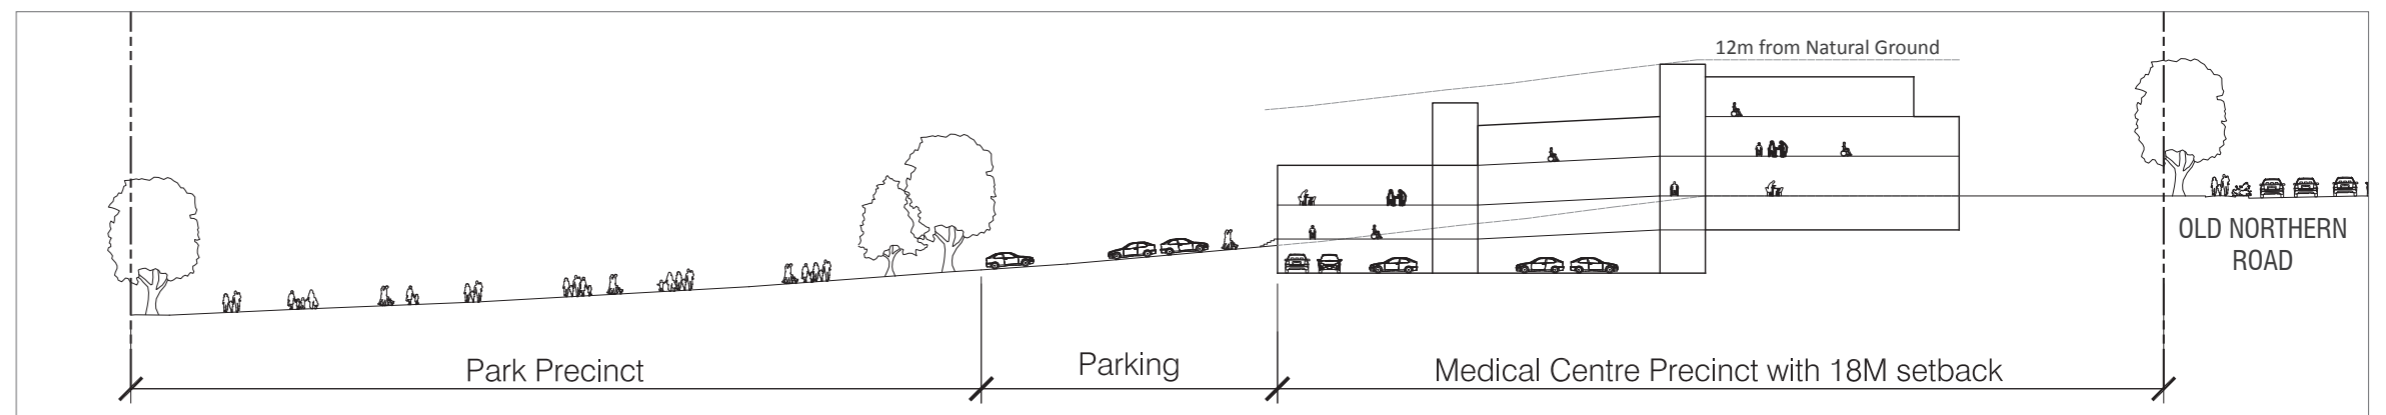 12m from Natural Ground
OLD NORTHERN
ROAD
Park Precinct
Parking
Medical Centre Precinct with 18M setback